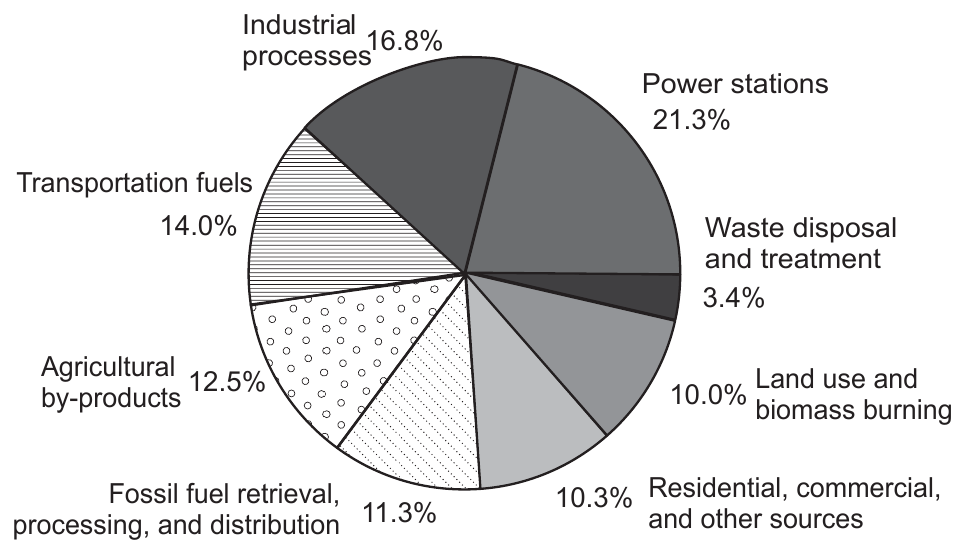 Industrial
processes 16.8%
Power stations
21.3%
Waste disposal
and treatment
3.4%
Land use and
10.0% biomass burning
Residential, commercial,
10.3% and other sources
Fossil fuel retrieval,
processing, and distribution 11.3%
Agricultural
by-products 12.5%
Transportation fuels
14.0%